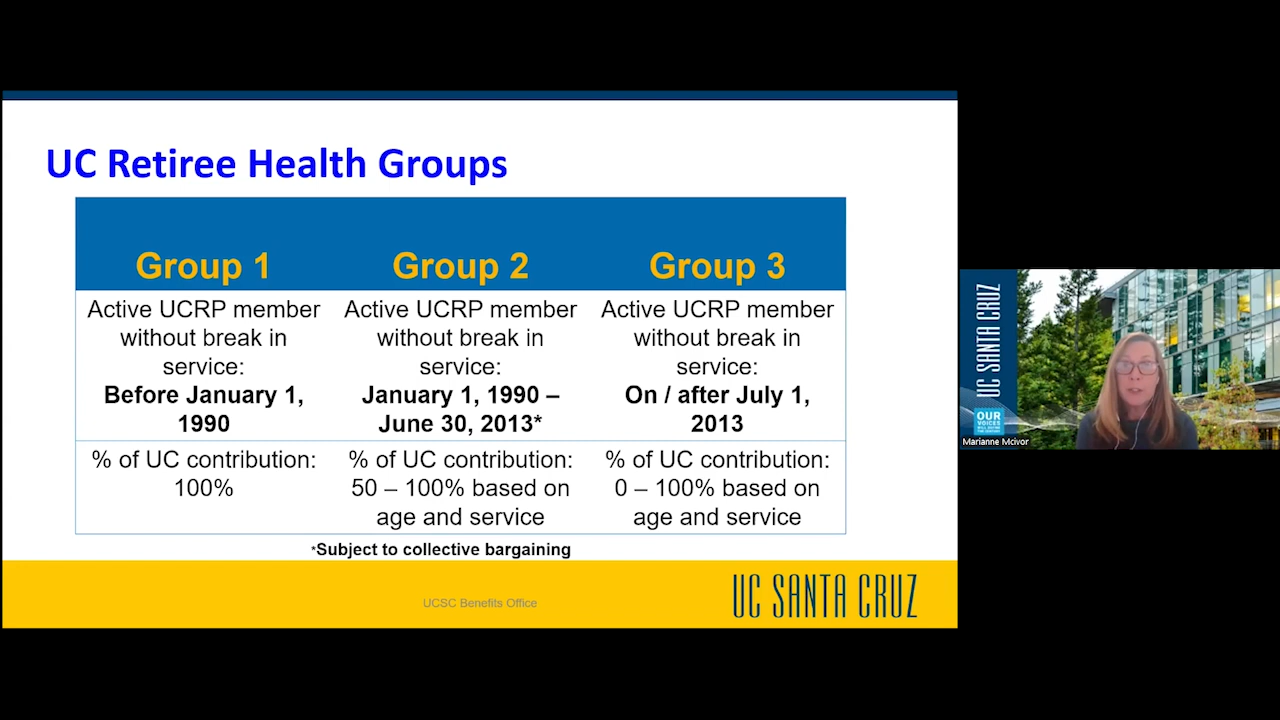 UC Retiree Health Groups
Group 1
Group 2
Group 3
Active UCRP member
without break in
service:
Before January 1,
1990
Active UCRP member
without break in
service:
January 1, 1990 –
June 30, 2013*
Active UCRP member
without break in
service:
On / after July 1,
2013
% of UC contribution:
100%
% of UC contribution:
50 – 100% based on
age and service
% of UC contribution:
0 – 100% based on
age and service
*Subject to collective bargaining
UCSC Benefits Office
UC SANTA CRUZ
UC SANTA CRUZ
OUR
VOICES
Marianne Mcivor